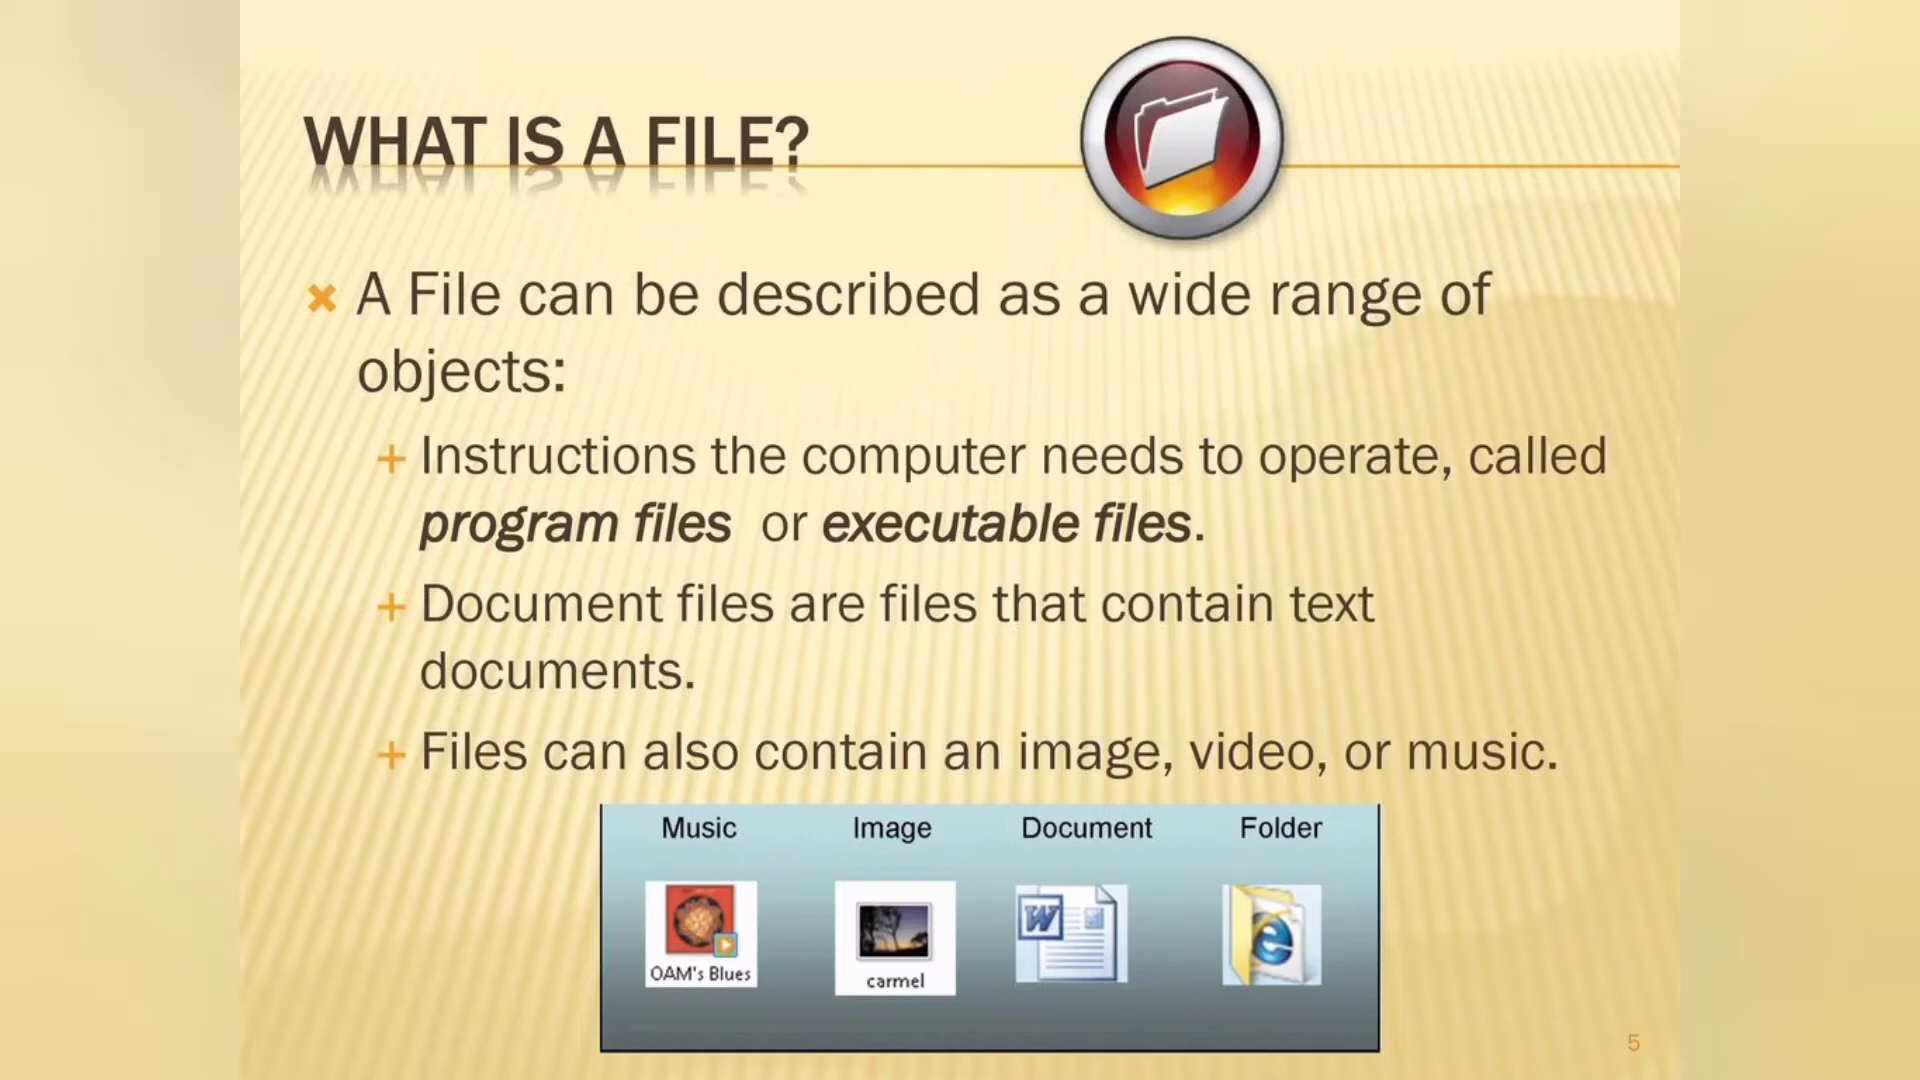 WHAT IS A FILE?
A File can be described as a wide range of
objects:
Instructions the computer needs to operate, called
program files or executable files.
Document files are files that contain text
documents.
Files can also contain an image, video, or music.
Music Image Document Folder
OAM's Blues
carmel
W
5